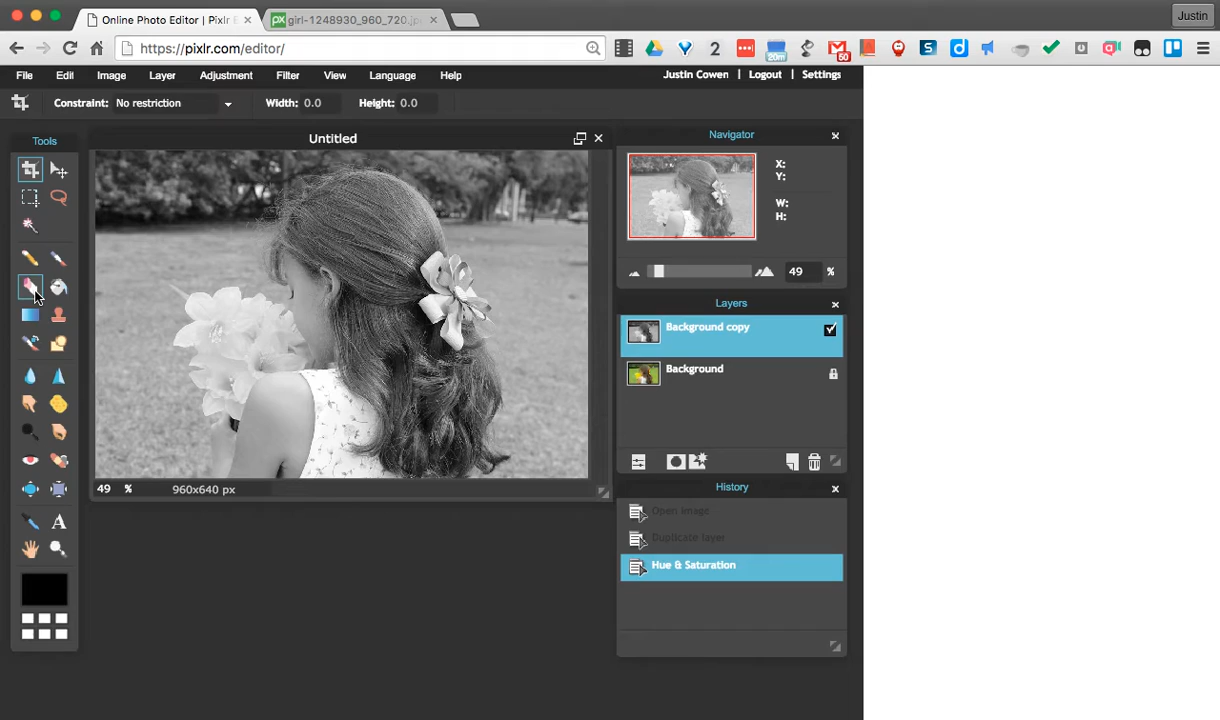 Online Photo Editor | Pixlr E
girl-1248930_960_720.jp
Justin
https://pixlr.com/editor/
2
20m
50
File Edit Image Layer Adjustment Filter View Language Help
Justin Cowen Logout Settings
Constraint: No restriction Width: 0.0 Height: 0.0
Tools
Untitled
Navigator
X:
Y:
W:
H:
49 %
Layers
Background copy
Background
49 % 960x640 px
History
Open image
Duplicate layer
Hue & Saturation
A